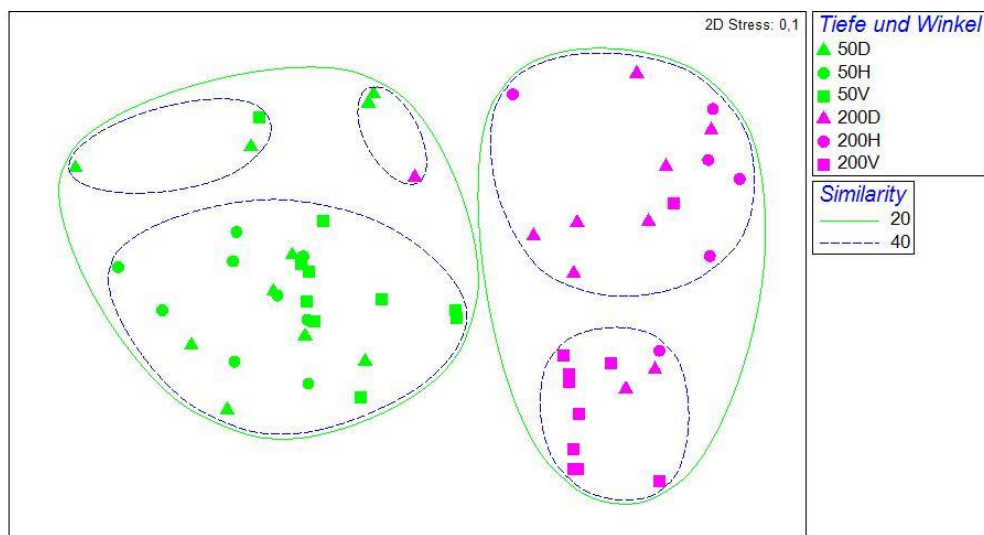 2D Stress: 0,1
Tiefe und Winkel
50D
50H
50V
200D
200H
200V
Similarity
20
40